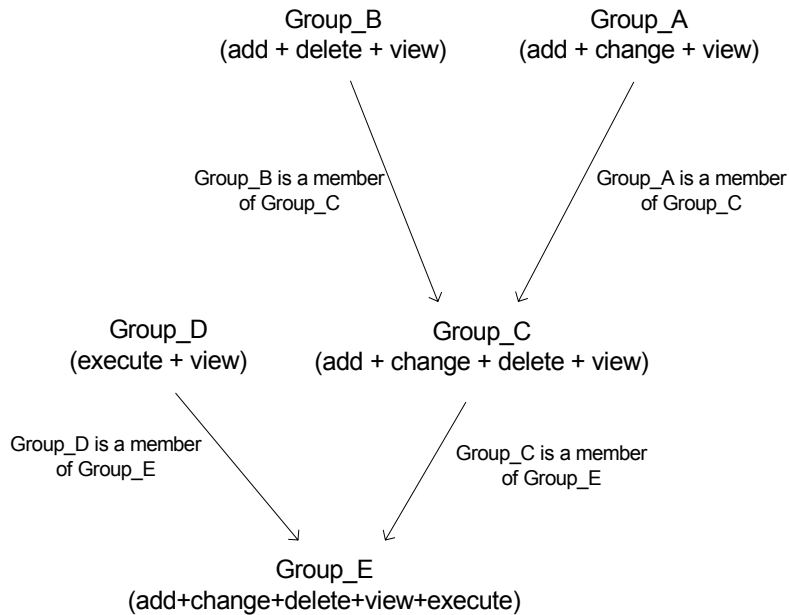 Group_B
(add + delete + view)
Group_A
(add + change + view)
Group_B is a member
of Group_C
Group_A is a member
of Group_C
Group_D
(execute + view)
Group_C
(add + change + delete + view)
Group_D is a member
of Group_E
Group_C is a member
of Group_E
Group_E
(add+change+delete+view+execute)